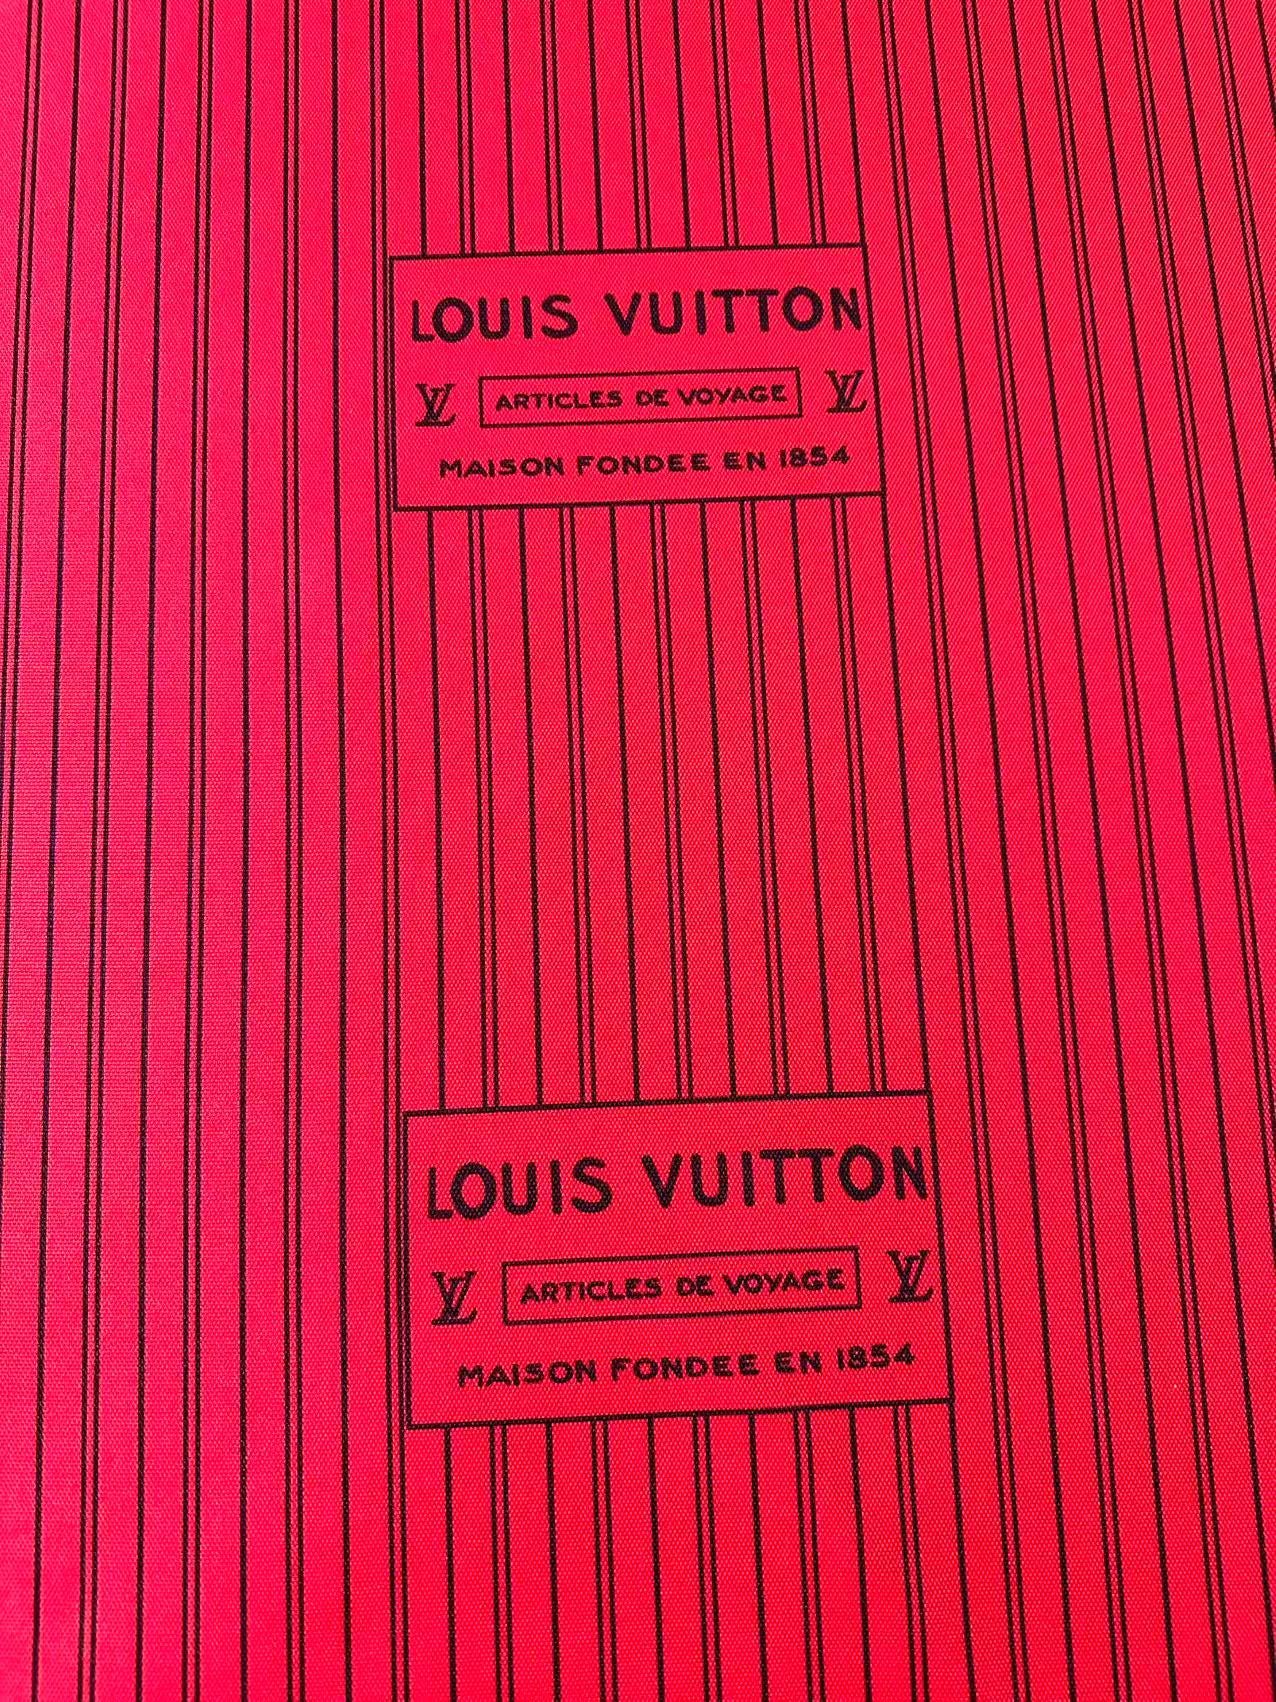 LOUIS VUITTON
LV ARTICLES DE VOYAGE LV
MAISON FONDEE EN 1854
LOUIS VUITTON
LV ARTICLES DE VOYAGE LV
MAISON FONDEE EN 1854